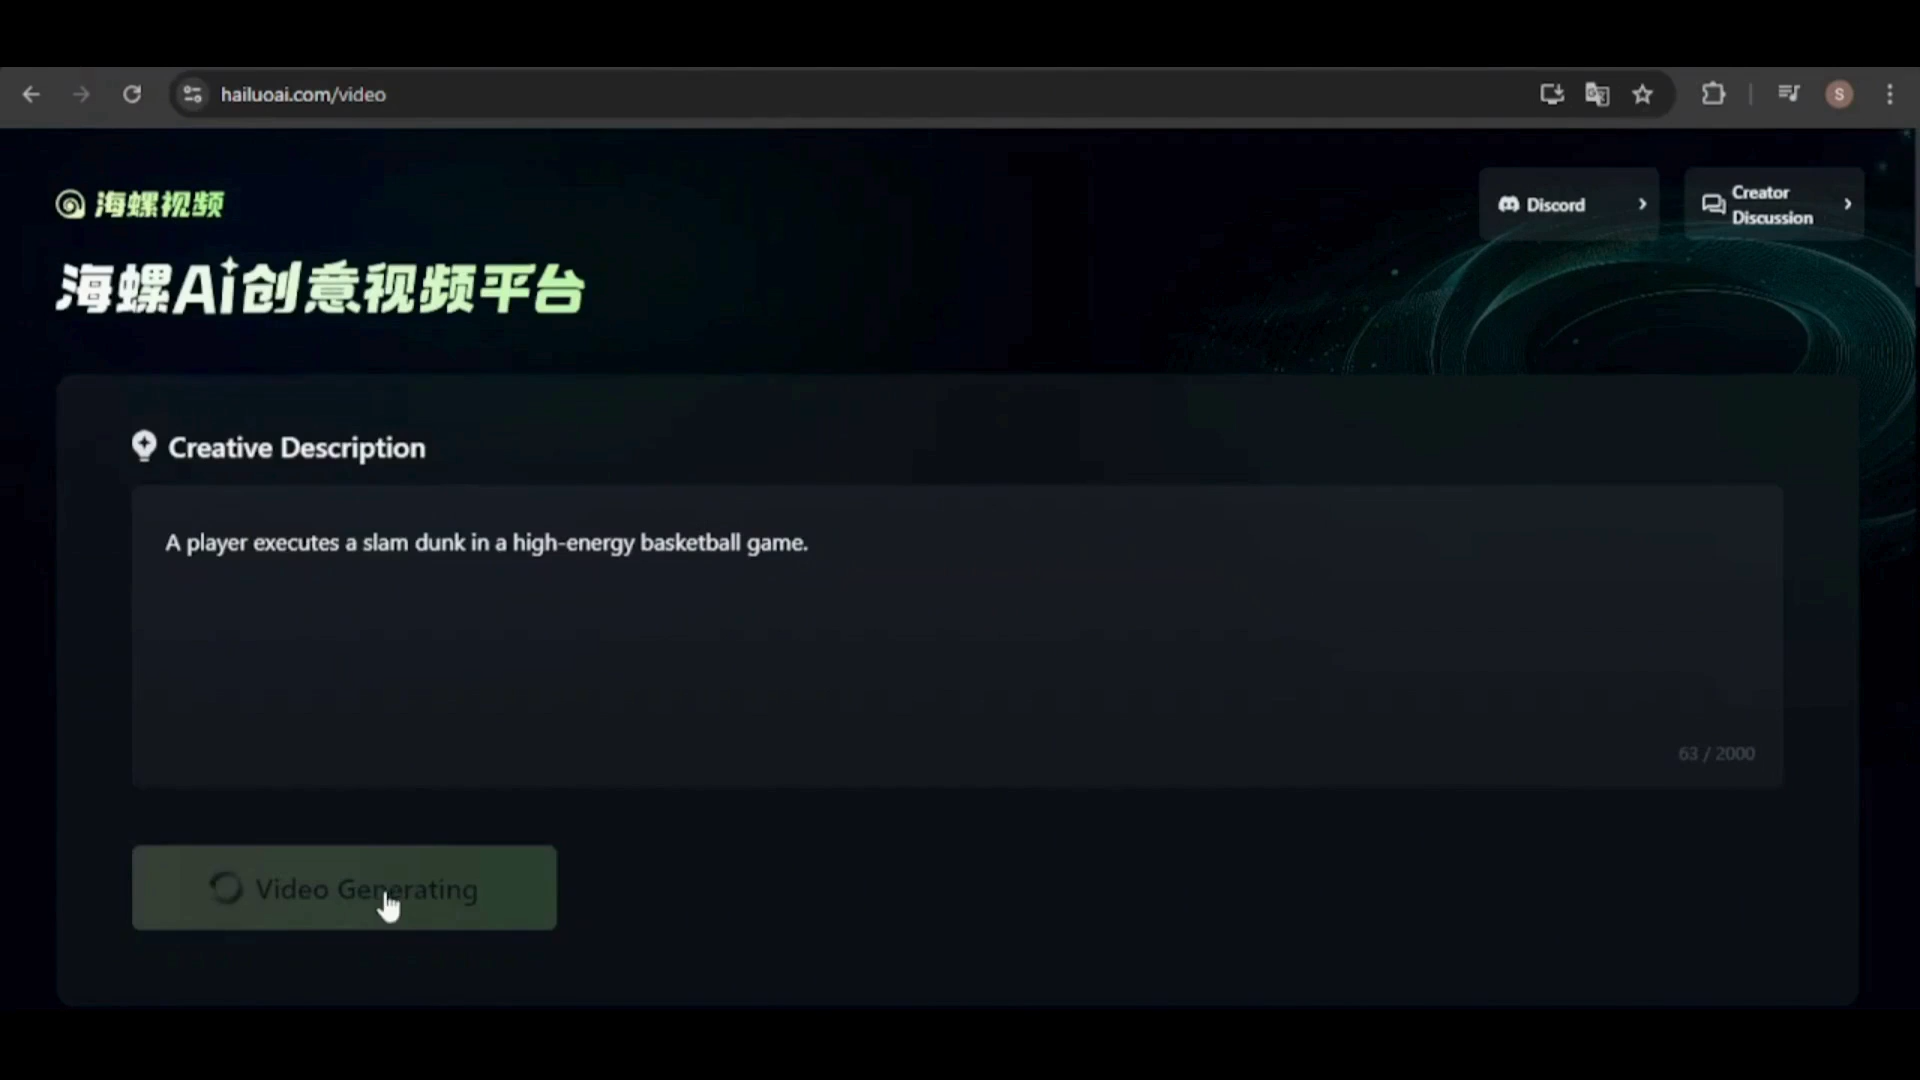 hailuoai.com/video
S
海螺视频
Discord
Creator
Discussion
海螺Ai创意视频平台
Creative Description
A player executes a slam dunk in a high-energy basketball game.
63 / 2000
Video Generating